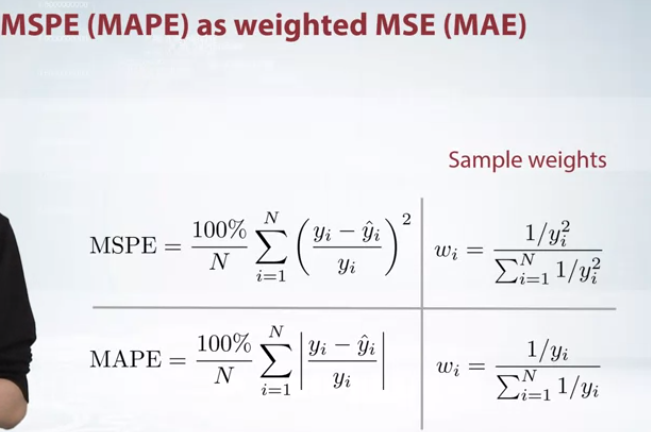 MSPE (MAPE) as weighted MSE (MAE)
Sample weights
MSPE = \frac{100\%}{N} \sum_{i=1}^{N} \left( \frac{y_i - \hat{y}_i}{y_i} \right)^2 \quad w_i = \frac{1/y_i^2}{\sum_{i=1}^{N} 1/y_i^2}
MAPE = \frac{100\%}{N} \sum_{i=1}^{N} \left| \frac{y_i - \hat{y}_i}{y_i} \right| \quad w_i = \frac{1/y_i}{\sum_{i=1}^{N} 1/y_i}